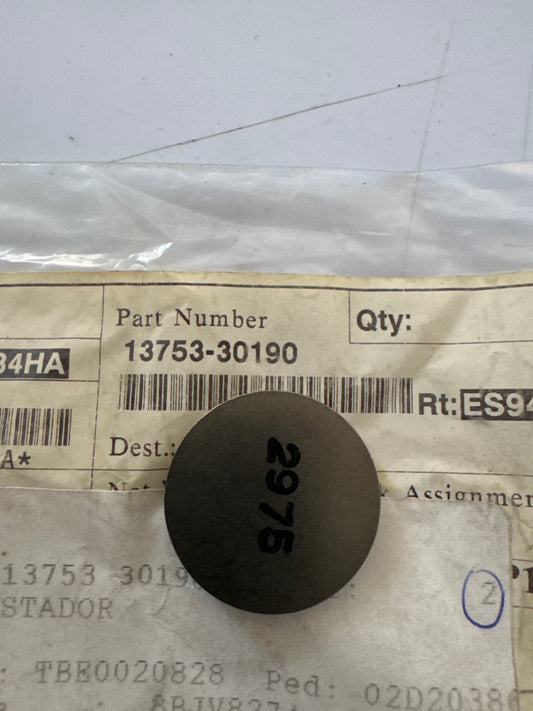 Part Number
Qty:
13753-30190
34HA
Rt: ES94
A*
Dest.:
Assignmen
2975
13753 3019
2
STADOR
: TBE0020828 Ped: 02D20386